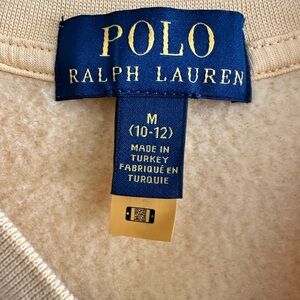 POLO
RALPH LAUREN
M
(10-12)
MADE IN
TURKEY
FABRIQUÉ EN
TURQUIE